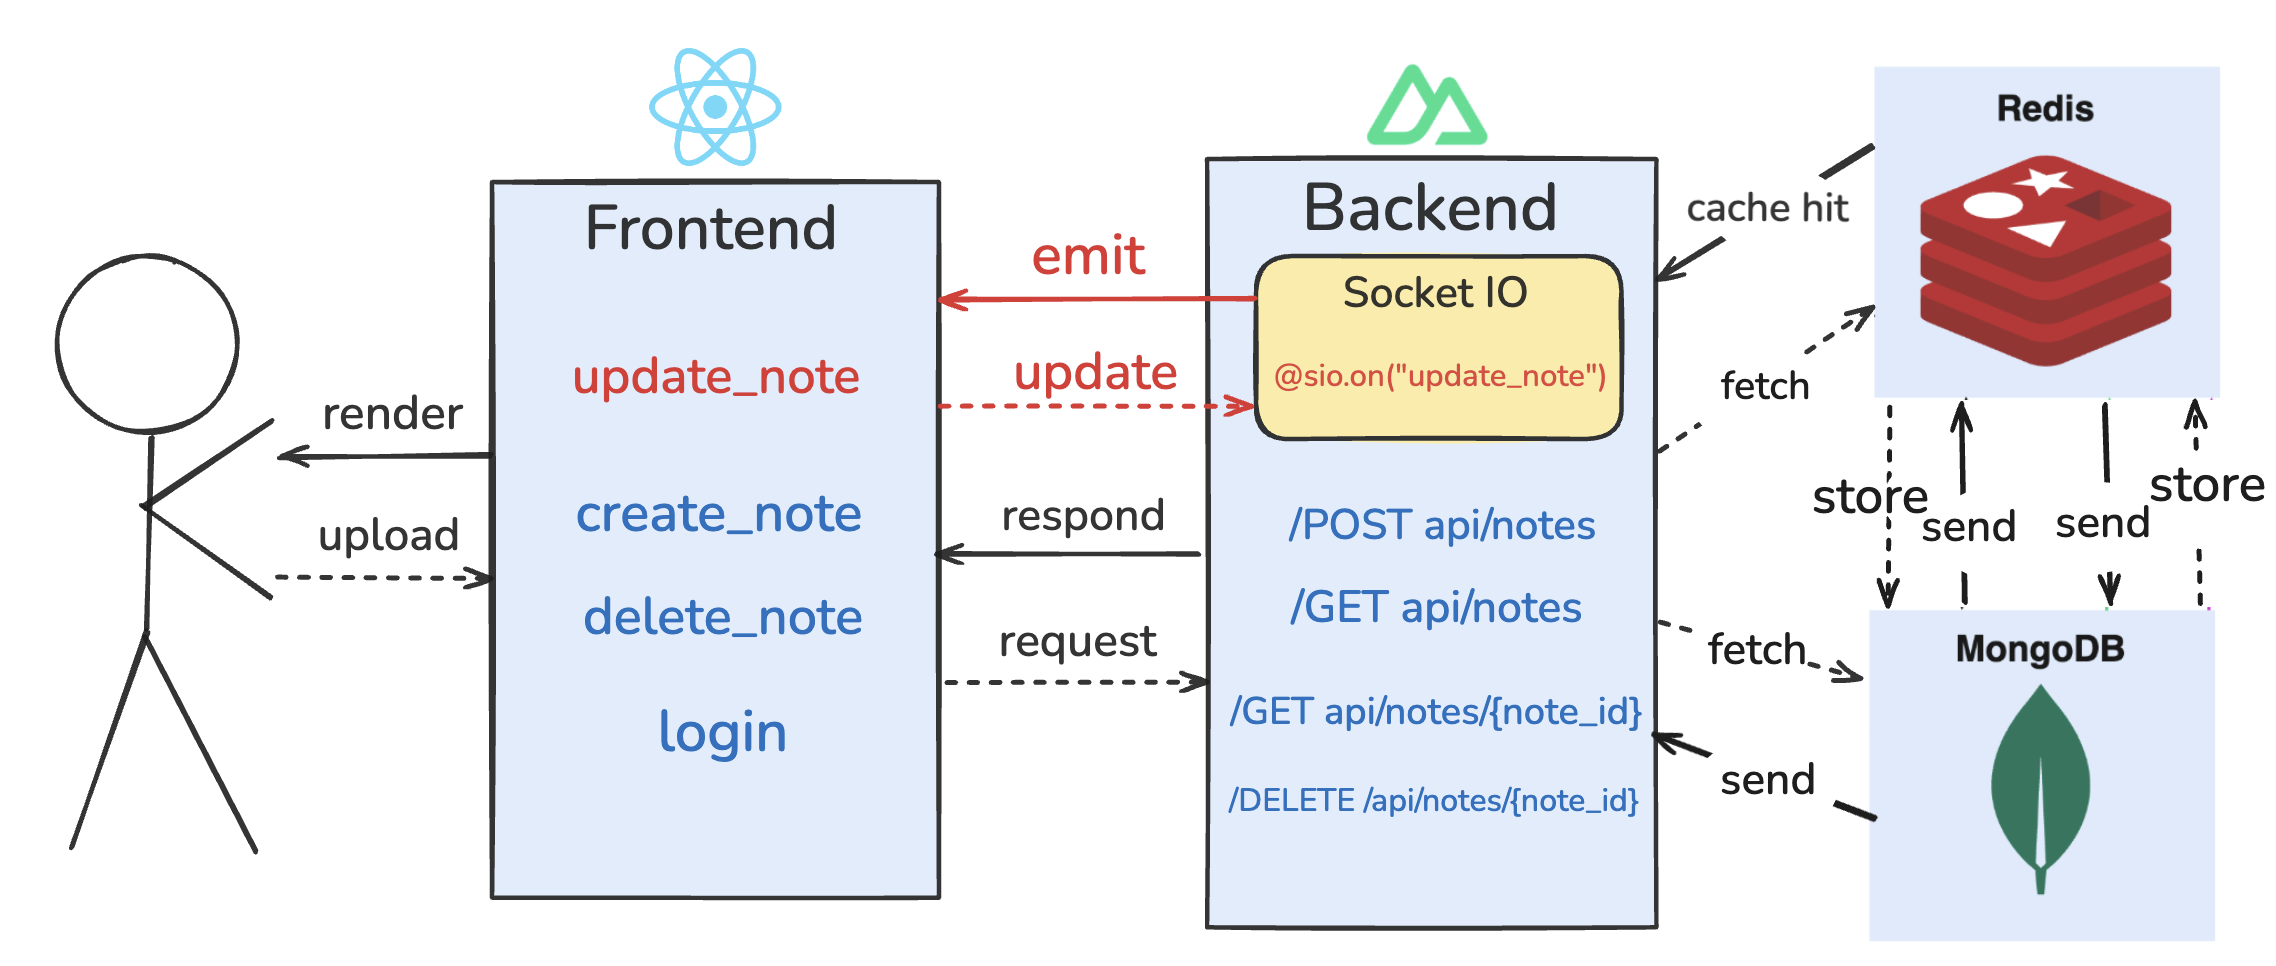 Frontend
update_note
create_note
delete_note
login
render
upload
emit
update
respond
request
Backend
Socket IO
@sio.on("update_note")
/POST api/notes
/GET api/notes
/GET api/notes/{note_id}
/DELETE /api/notes/{note_id}
cache hit
fetch
fetch
send
Redis
store
send
send
store
MongoDB